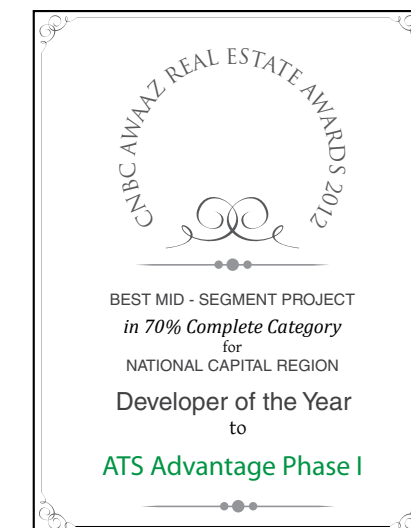 CNBC AWAAZ REAL ESTATE AWARDS 2012
BEST MID - SEGMENT PROJECT
in 70% Complete Category
for
NATIONAL CAPITAL REGION
Developer of the Year
to
ATS Advantage Phase I